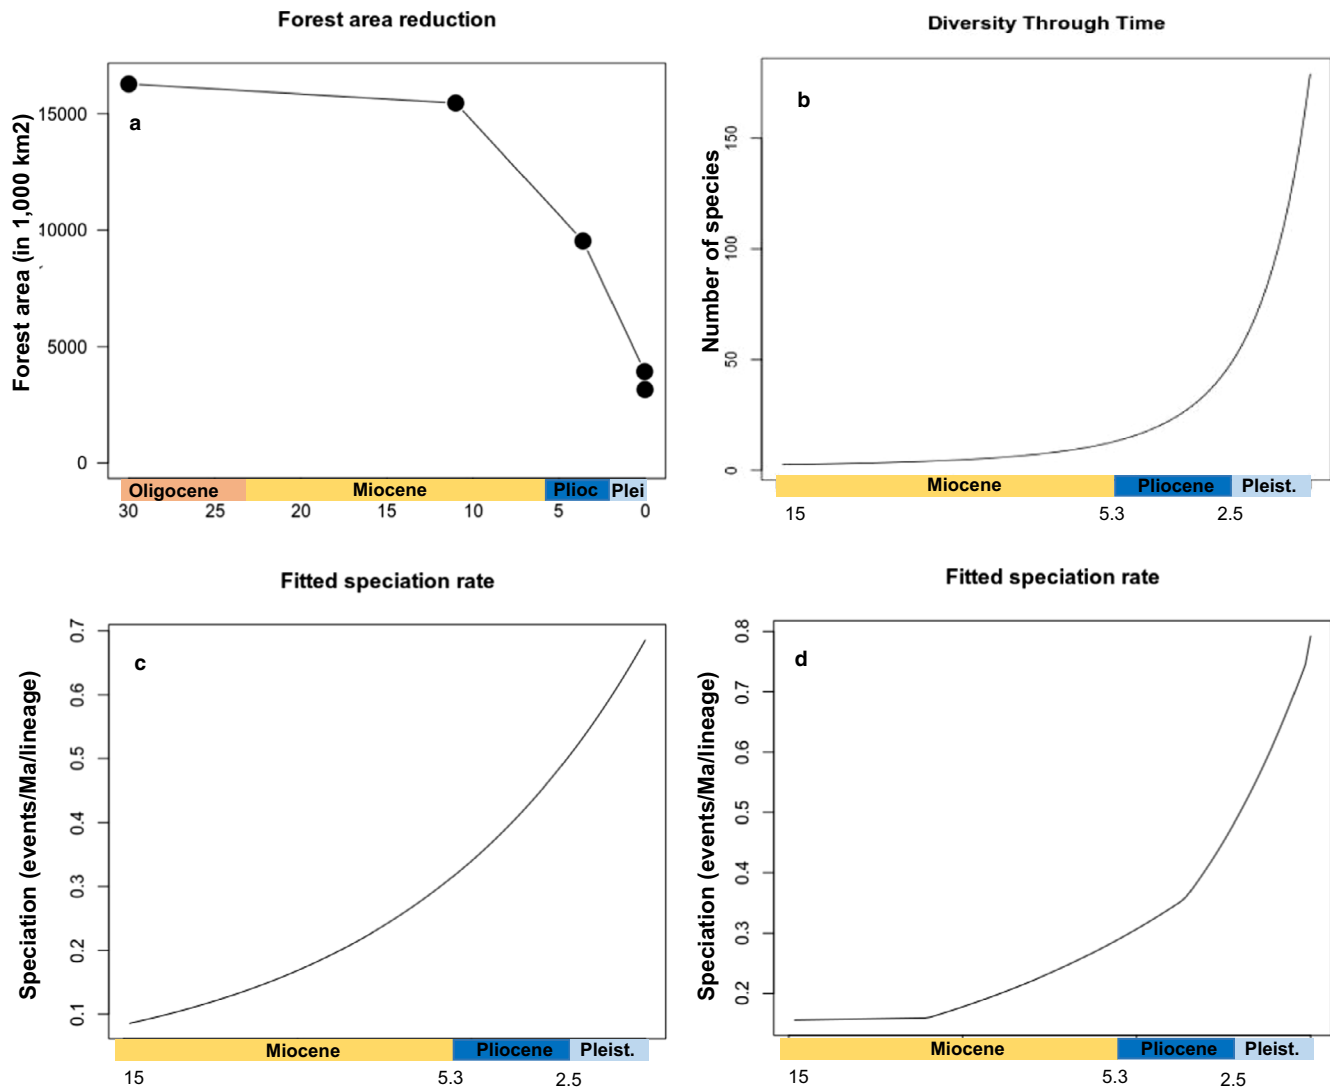 Forest area reduction
a
Forest area (in 1,000 km2)
15000
10000
5000
0
Oligocene Miocene Plioc Plei
30 25 20 15 10 5 0
Diversity Through Time
b
Number of species
150
100
50
0
Miocene Pliocene Pleist.
15 5.3 2.5
Fitted speciation rate
c
Speciation (events/Ma/lineage)
0.7
0.6
0.5
0.4
0.3
0.2
0.1
Miocene Pliocene Pleist.
15 5.3 2.5
Fitted speciation rate
d
Speciation (events/Ma/lineage)
0.8
0.7
0.6
0.5
0.4
0.3
0.2
Miocene Pliocene Pleist.
15 5.3 2.5